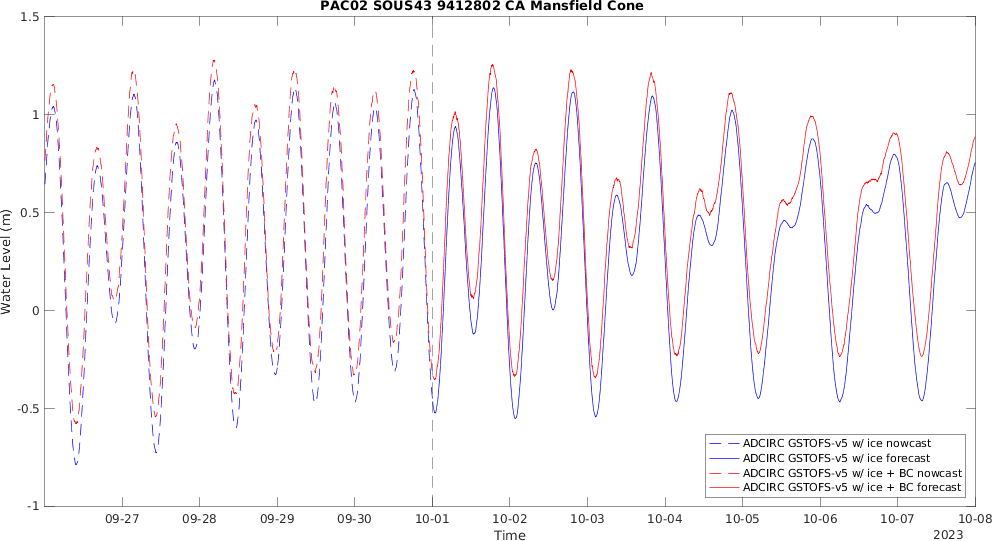 PAC02 SOUS43 9412802 CA Mansfield Cone
1.5
1
0.5
0
-0.5
-1
Water Level (m)
ADCIRC GSTOFS-v5 w/ ice nowcast
ADCIRC GSTOFS-v5 w/ ice forecast
ADCIRC GSTOFS-v5 w/ ice + BC nowcast
ADCIRC GSTOFS-v5 w/ ice + BC forecast
09-27 09-28 09-29 09-30 10-01 10-02 10-03 10-04 10-05 10-06 10-07 10-08
Time
2023